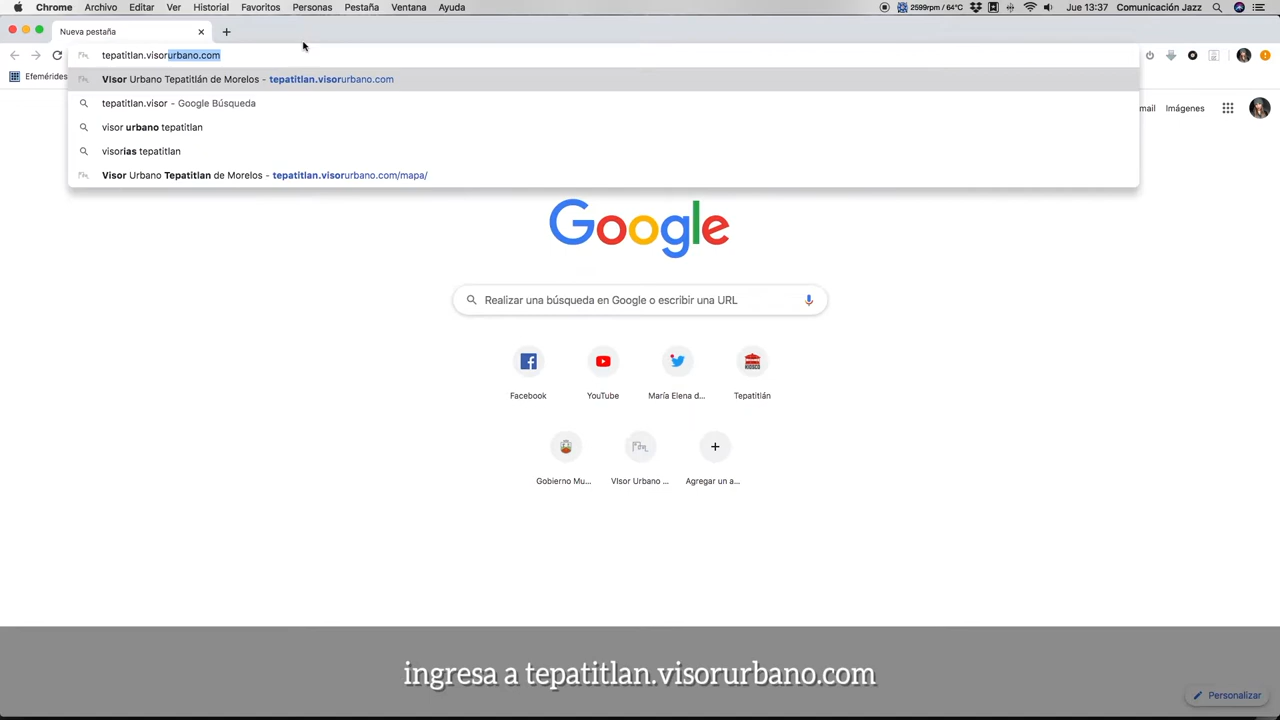 Chrome Archivo Editar Ver Historial Favoritos Personas Pestaña Ventana Ayuda 2599rpm / 64°C Jue 13:37 Comunicación Jazz
Nueva pestaña
tepatitlan.visorurbano.com
Efemérides
VIsor Urbano Tepatitlán de Morelos - tepatitlan.visorurbano.com
tepatitlan.visor - Google Búsqueda
visor urbano tepatitlan
visorias tepatitlan
Visor Urbano Tepatitlan de Morelos - tepatitlan.visorurbano.com/mapa/
mail Imágenes
Google
Realizar una búsqueda en Google o escribir una URL
Facebook YouTube María Elena d... Tepatitlán
Gobierno Mu... VIsor Urbano ... Agregar un a...
ingresa a tepatitlan.visorurbano.com
Personalizar